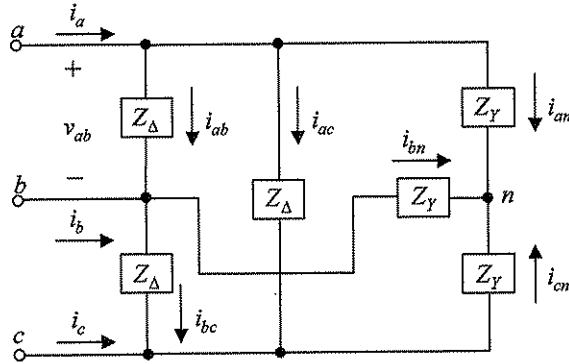 a
i_a
+
Z_Δ
i_ab
i_ac
Z_Y
i_an
v_ab
i_bn
b
−
Z_Δ
Z_Y
n
i_b
Z_Δ
Z_Y
i_cn
i_c
i_bc
c